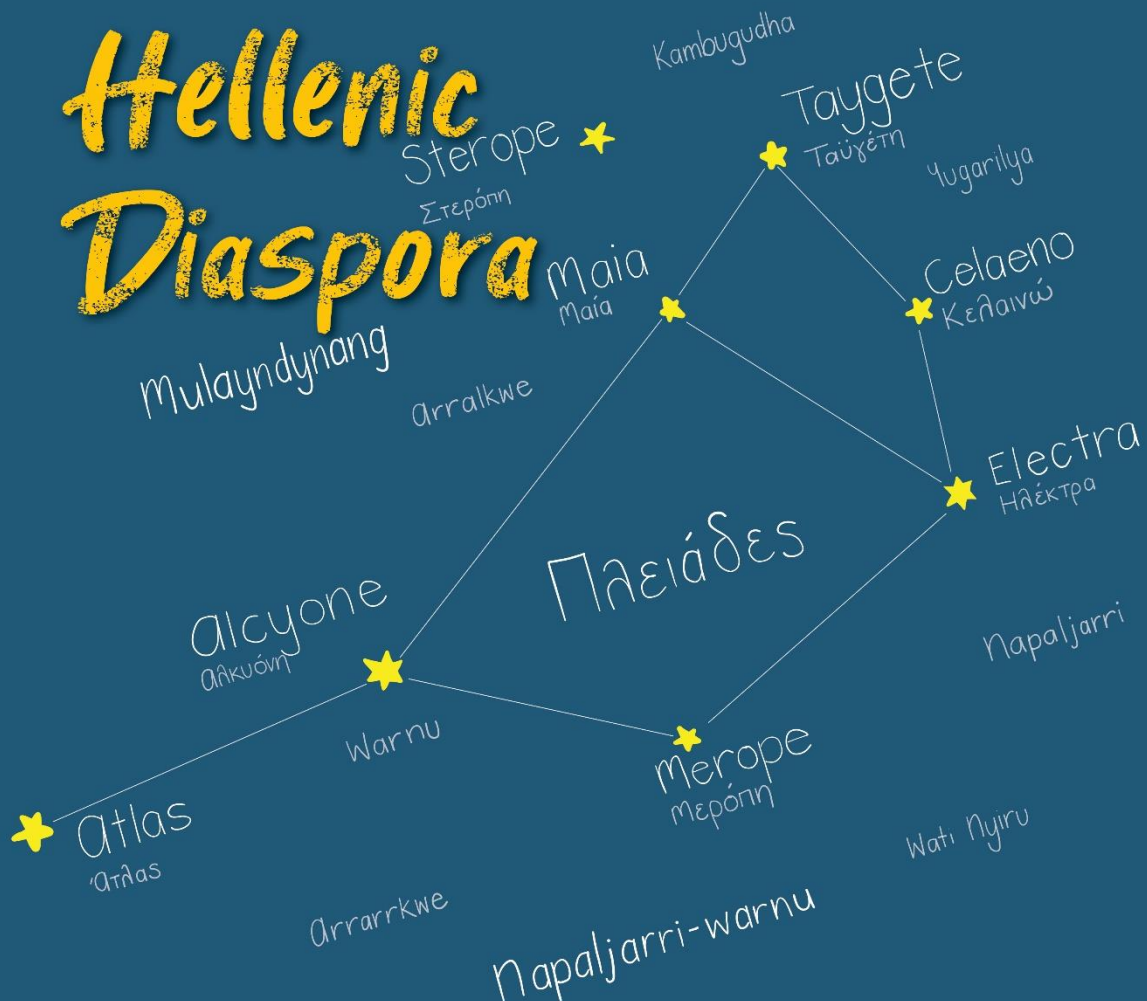 Hellenic
Diaspora
Kambugudha
Taygete
Ταϋγέτη
Sterope
Στερόπη
Yugarilya
Maia
Μαία
Celaeno
Κελαινώ
Mulayndynang
Arralkwe
Electra
Ηλέκτρα
Πλειάδες
Alcyone
Αλκυόνη
Napaljarri
Warnu
Merope
Μερόπη
Atlas
Άτλας
Wati Nyiru
Arrarrkwe
Napaljarri-warnu